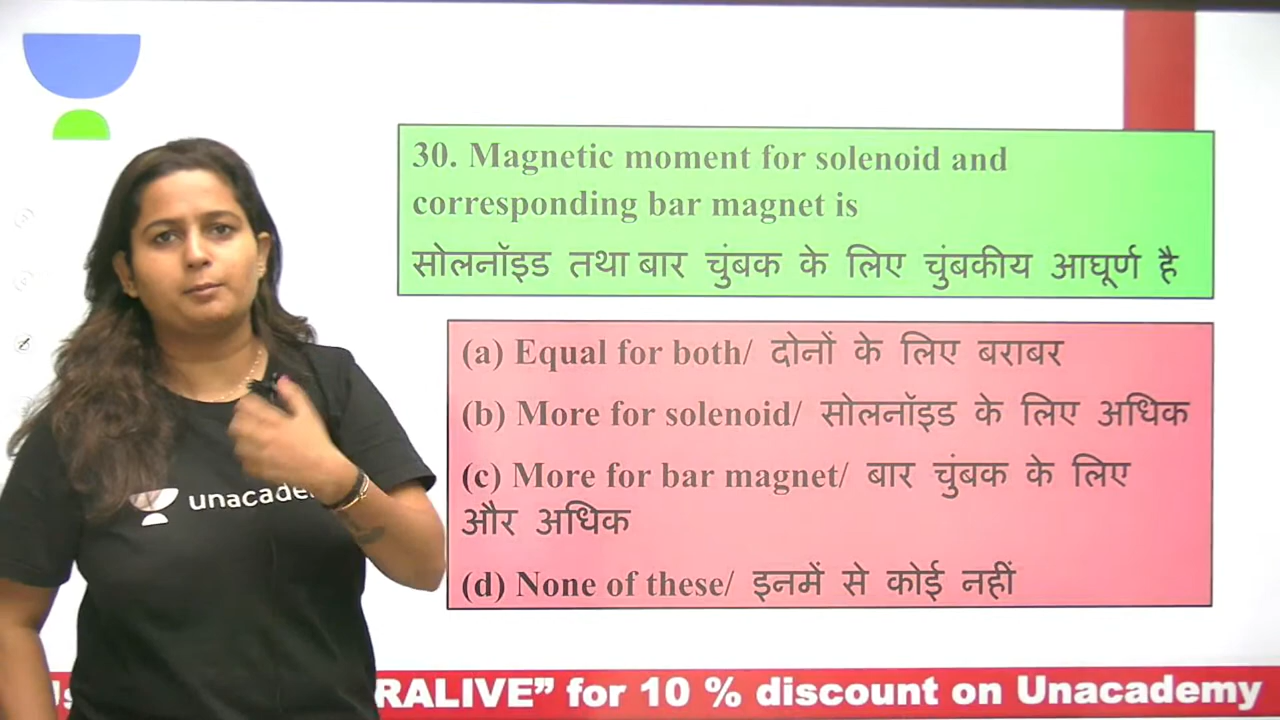 30. Magnetic moment for solenoid and
corresponding bar magnet is
सोलनॉइड तथा बार चुंबक के लिए चुंबकीय आघूर्ण है
(a) Equal for both/ दोनों के लिए बराबर
(b) More for solenoid/ सोलनॉइड के लिए अधिक
(c) More for bar magnet/ बार चुंबक के लिए
और अधिक
(d) None of these/ इनमें से कोई नहीं
RALIVE” for 10 % discount on Unacademy